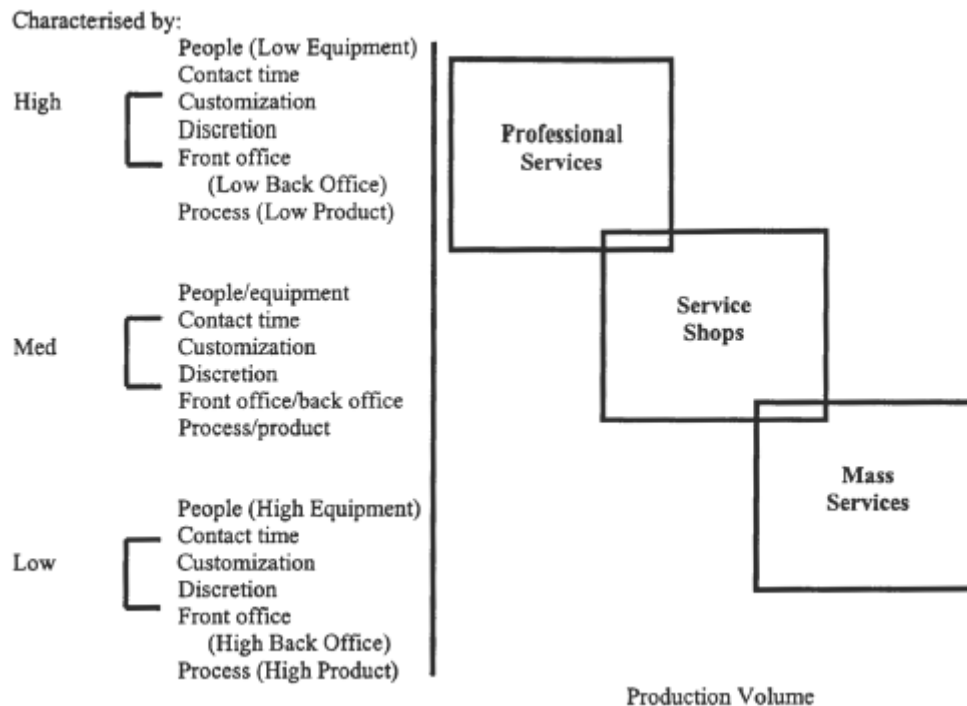 Characterised by:
People (Low Equipment)
Contact time
High
Customization
Discretion
Front office
(Low Back Office)
Process (Low Product)
Professional
Services
People/equipment
Contact time
Med
Customization
Discretion
Front office/back office
Process/product
Service
Shops
People (High Equipment)
Contact time
Low
Customization
Discretion
Front office
(High Back Office)
Process (High Product)
Mass
Services
Production Volume